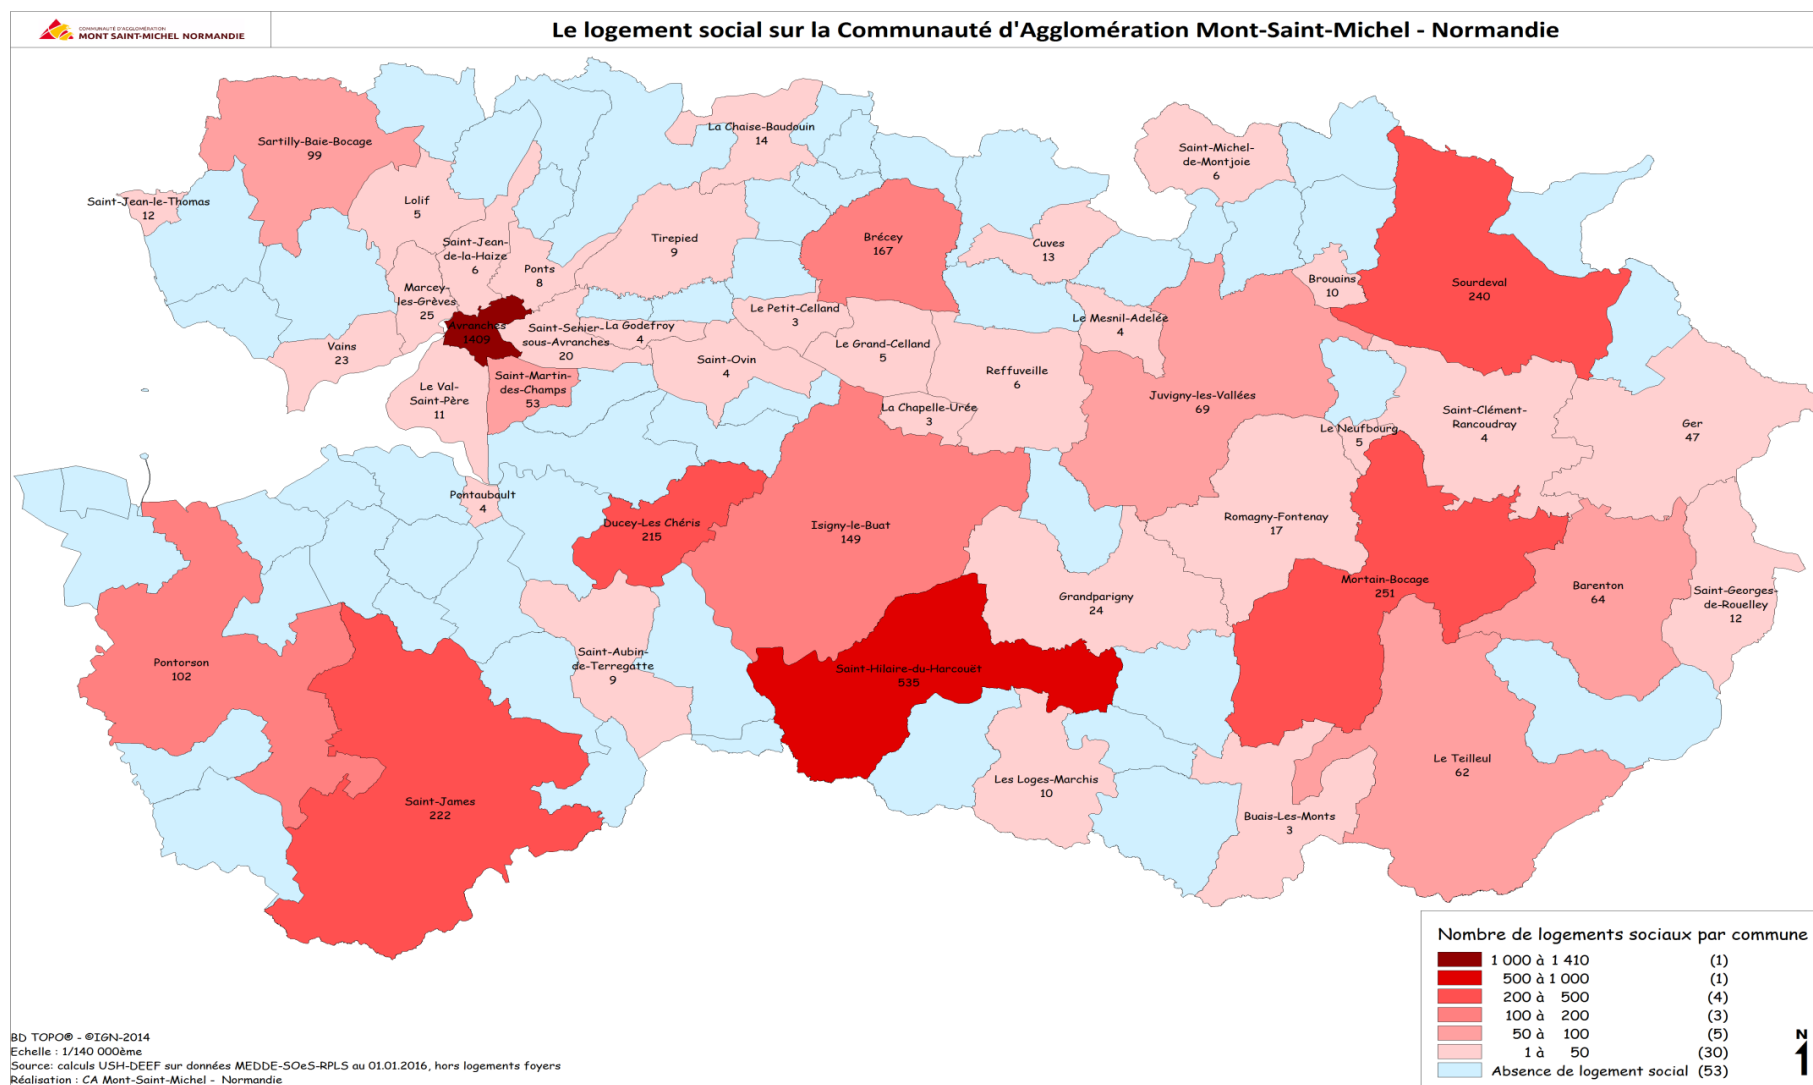 COMMUNAUTÉ D'AGGLOMÉRATION
MONT SAINT-MICHEL NORMANDIE
Le logement social sur la Communauté d'Agglomération Mont-Saint-Michel - Normandie
Sartilly-Baie-Bocage
99
La Chaise-Baudouin
14
Saint-Michel-
de-Montjoie
6
Saint-Jean-le-Thomas
12
Lolif
5
Saint-Jean-
de-la-Haize
6
Tirepied
9
Brécey
167
Cuves
13
Ponts
8
Brouains
10
Sourdeval
240
Marcey-
les-Grèves
25
Le Petit-Celland
3
Le Mesnil-Adelée
4
Avranches
1409
Saint-Senier-
sous-Avranches
20
La Godefroy
4
Vains
23
Le Grand-Celland
5
Saint-Ovin
4
Reffuveille
6
Saint-Martin-
des-Champs
53
Le Val-
Saint-Père
11
Juvigny-les-Vallées
69
La Chapelle-Urée
3
Saint-Clément-
Rancoudray
4
Ger
47
Le Neufbourg
5
Pontaubault
4
Ducey-Les Chéris
215
Isigny-le-Buat
149
Romagny-Fontenay
17
Mortain-Bocage
251
Barenton
64
Saint-Georges-
de-Rouelley
12
Grandparigny
24
Pontorson
102
Saint-Aubin-
de-Terregatte
9
Saint-Hilaire-du-Harcouët
535
Le Teilleul
62
Les Loges-Marchis
10
Saint-James
222
Buais-Les-Monts
3
Nombre de logements sociaux par commune
1 000 à 1 410 (1)
500 à 1 000 (1)
200 à 500 (4)
100 à 200 (3)
50 à 100 (5)
1 à 50 (30)
Absence de logement social (53)
N
BD TOPO® - ©IGN-2014
Echelle : 1/140 000ème
Source: calculs USH-DEEF sur données MEDDE-SOeS-RPLS au 01.01.2016, hors logements foyers
Réalisation : CA Mont-Saint-Michel - Normandie